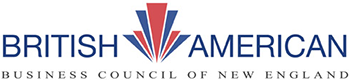 BRITISH AMERICAN
BUSINESS COUNCIL OF NEW ENGLAND